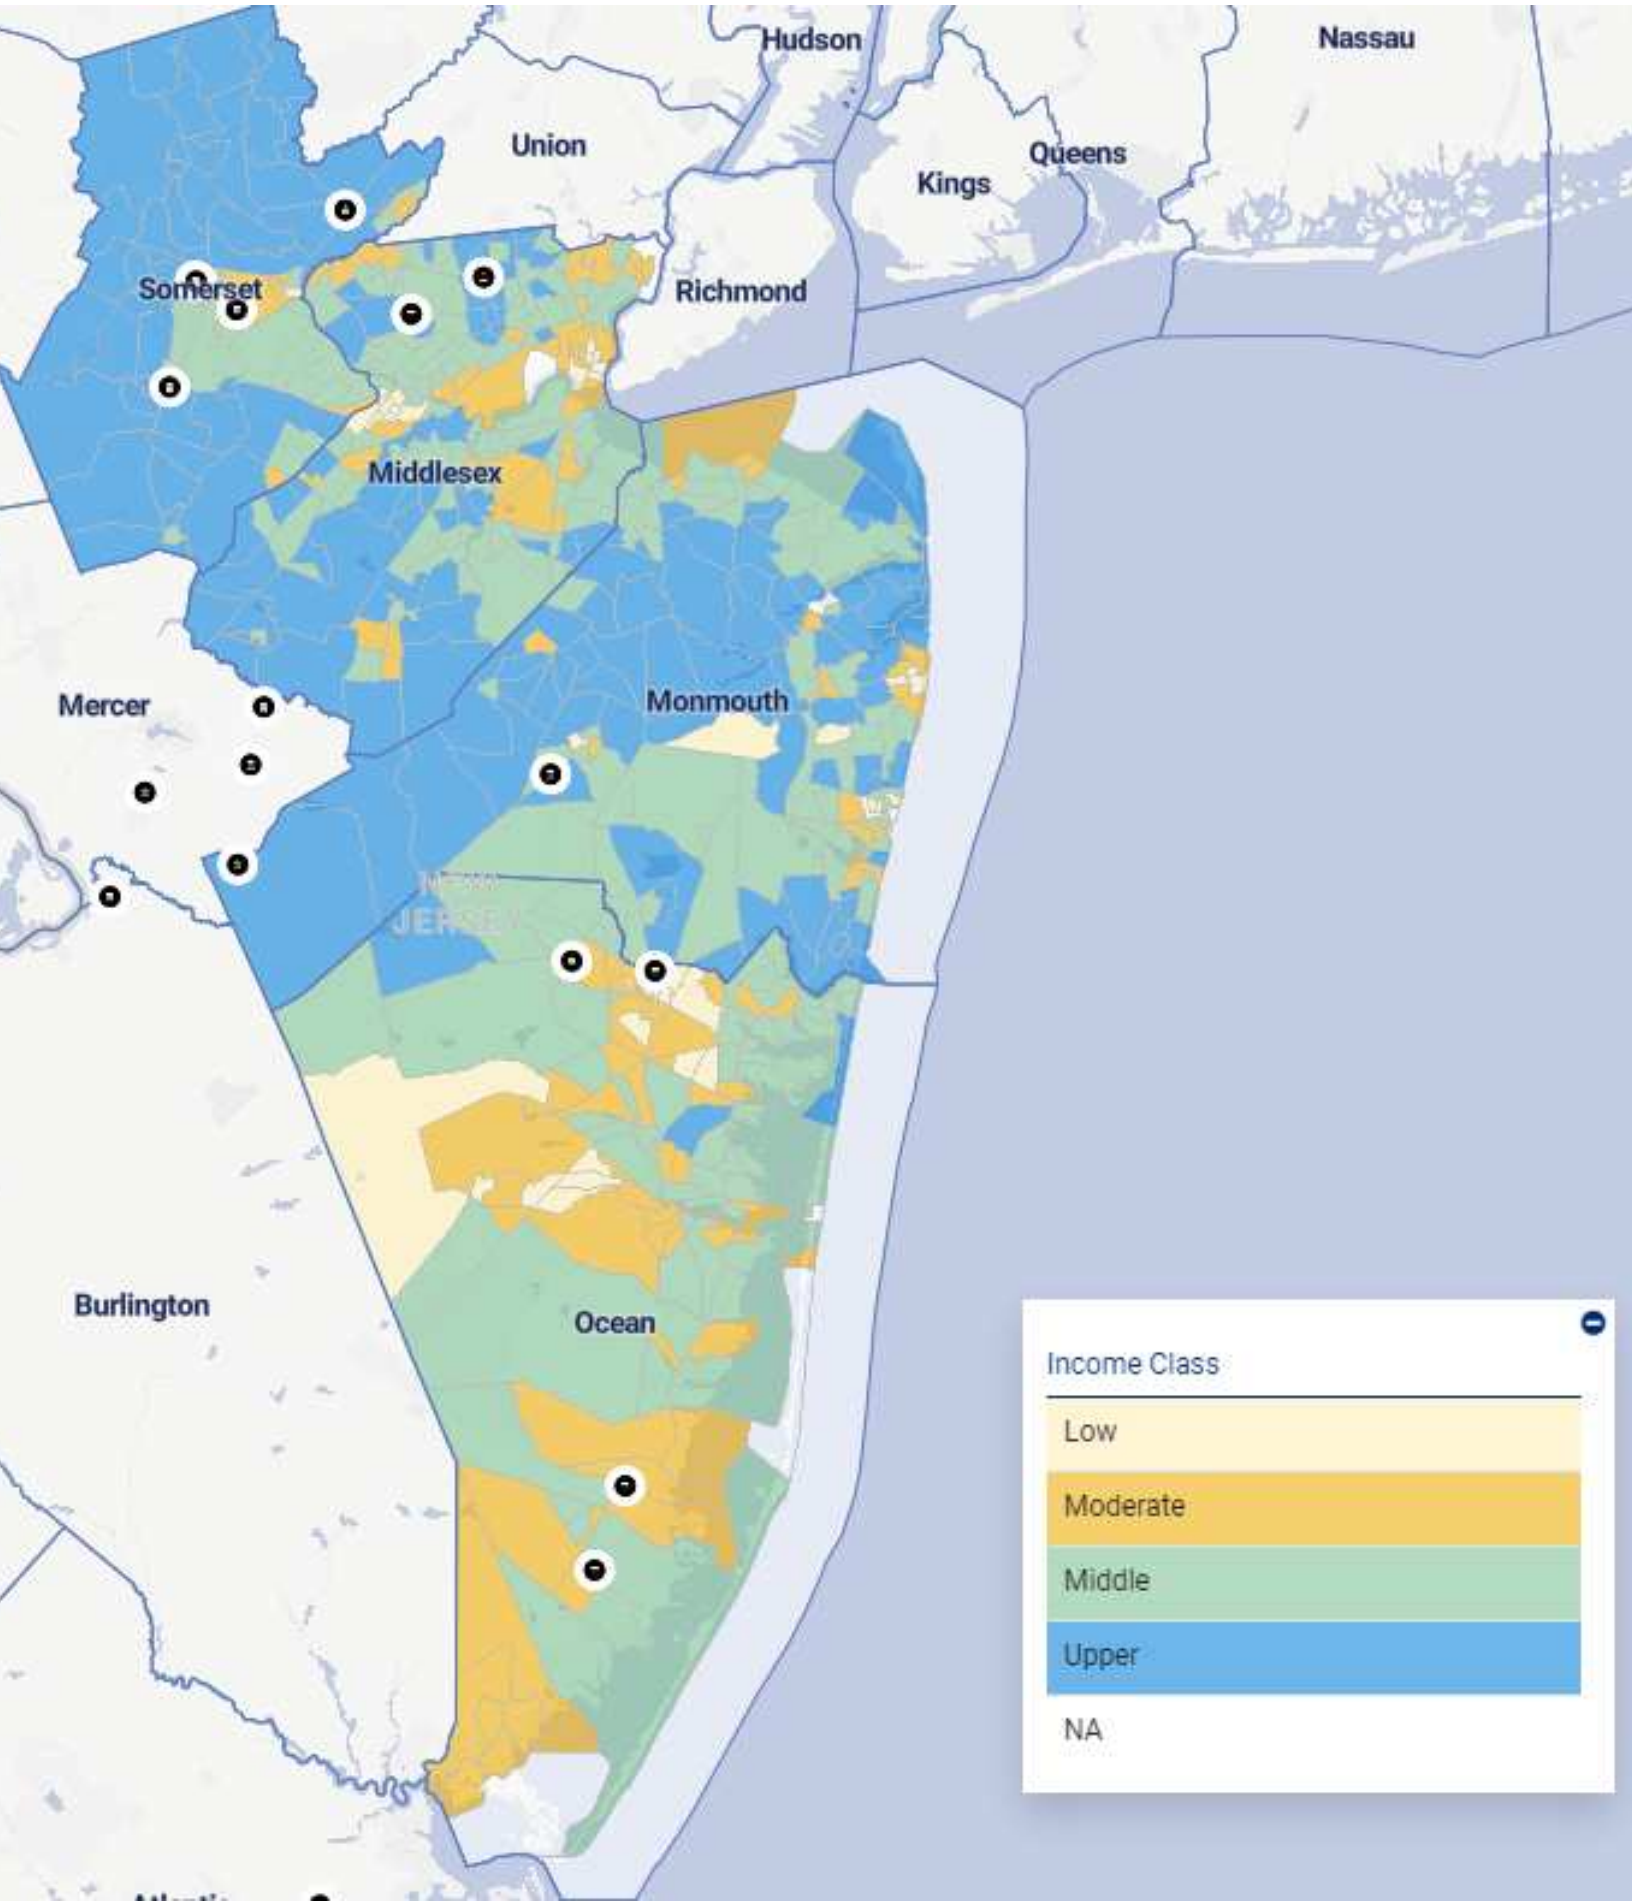 Hudson
Nassau
Union
Queens
Kings
Somerset
Richmond
Middlesex
Mercer
Monmouth
JERSEY
Burlington
Ocean
Income Class
Low
Moderate
Middle
Upper
NA